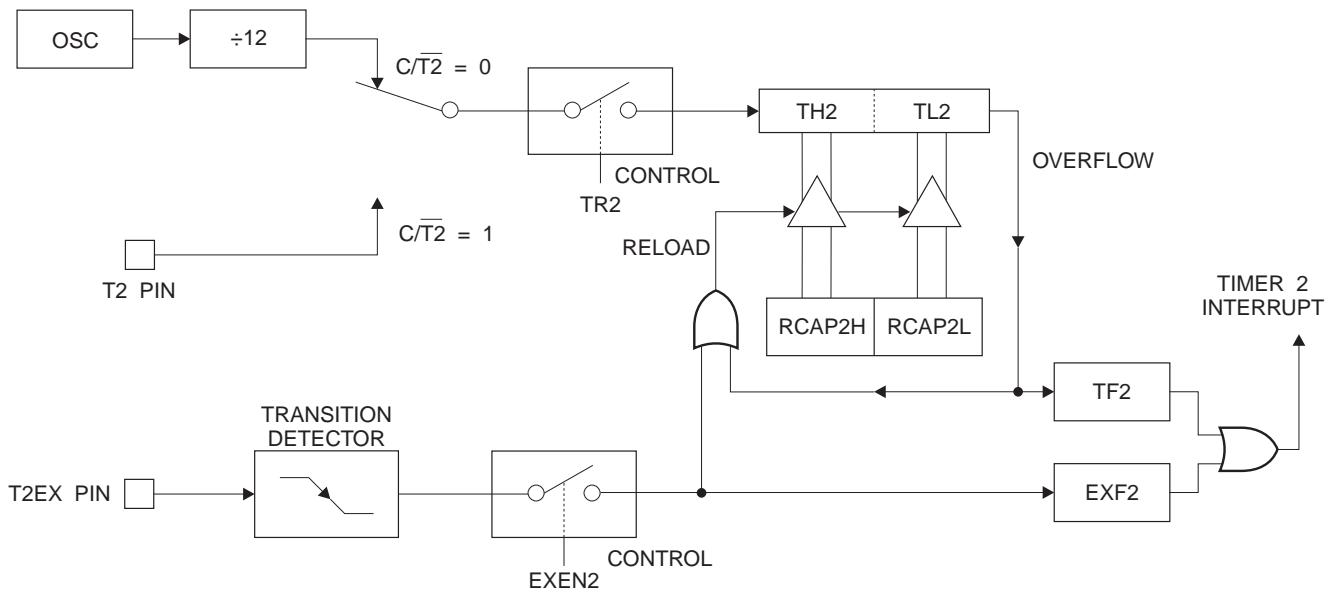 OSC
÷12
C/T2̅ = 0
TH2
TL2
OVERFLOW
CONTROL
TR2
C/T2̅ = 1
RELOAD
T2 PIN
TIMER 2
INTERRUPT
RCAP2H
RCAP2L
TF2
TRANSITION
DETECTOR
T2EX PIN
EXF2
CONTROL
EXEN2